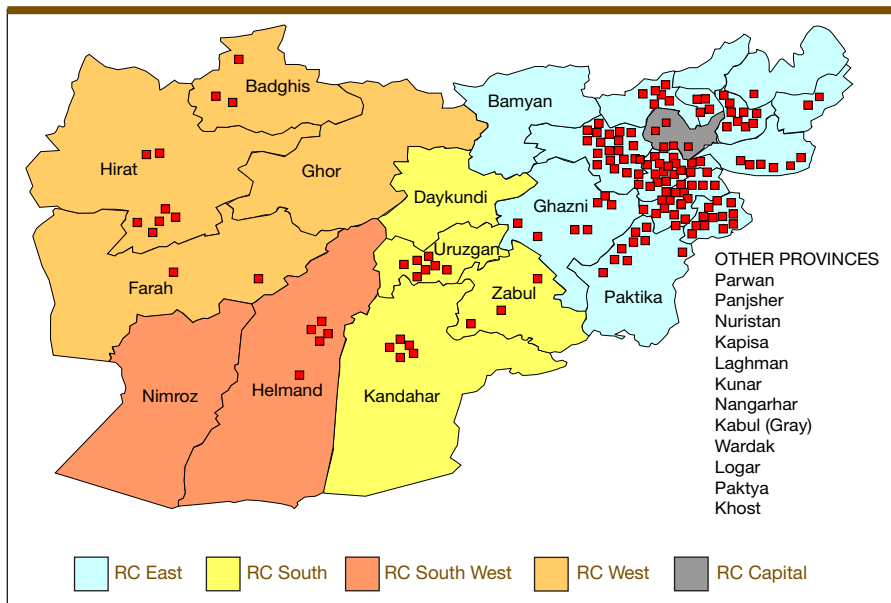 Badghis
Bamyan
Hirat
Ghor
Daykundi
Ghazni
Uruzgan
Farah
Zabul
Paktika
Nimroz
Helmand
Kandahar
OTHER PROVINCES
Parwan
Panjsher
Nuristan
Kapisa
Laghman
Kunar
Nangarhar
Kabul (Gray)
Wardak
Logar
Paktya
Khost
RC East
RC South
RC South West
RC West
RC Capital